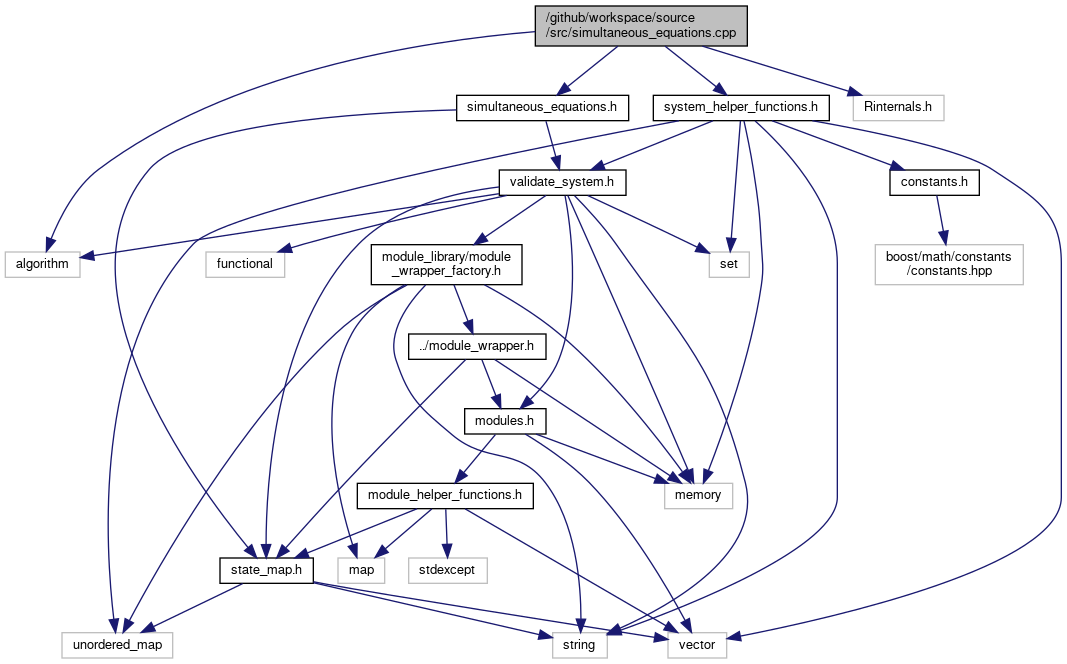 /github/workspace/source
/src/simultaneous_equations.cpp
simultaneous_equations.h
system_helper_functions.h
Rinternals.h
validate_system.h
constants.h
algorithm
functional
module_library/module
_wrapper_factory.h
set
boost/math/constants
/constants.hpp
../module_wrapper.h
modules.h
module_helper_functions.h
memory
state_map.h
map
stdexcept
unordered_map
string
vector